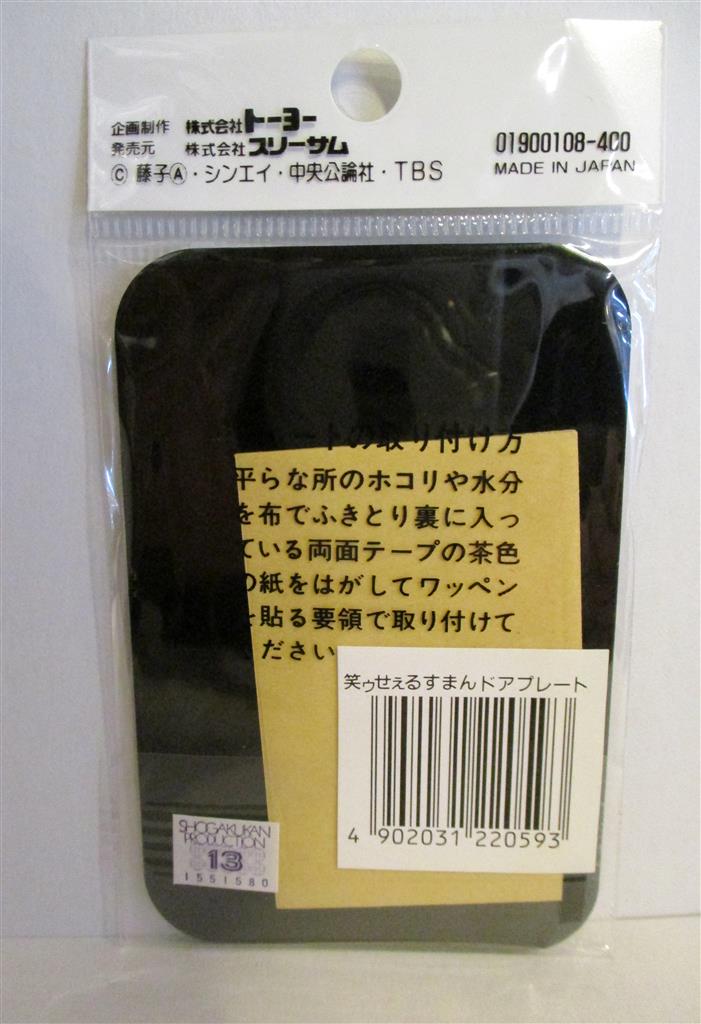 企画制作 株式会社トーヨー
発売元 株式会社スリーサム
© 藤子Ⓐ・シンエイ・中央公論社・TBS
01900108-400
MADE IN JAPAN
ートの取り付け方
平らな所のホコリや水分
を布でふきとり裏に入っ
ている両面テープの茶色
の紙をはがしてワッペン
を貼る要領で取り付けて
ださい
笑ゥせぇるすまんドアプレート
4 902031 220593
SHOGAKUKAN
PRODUCTION
13
1551580